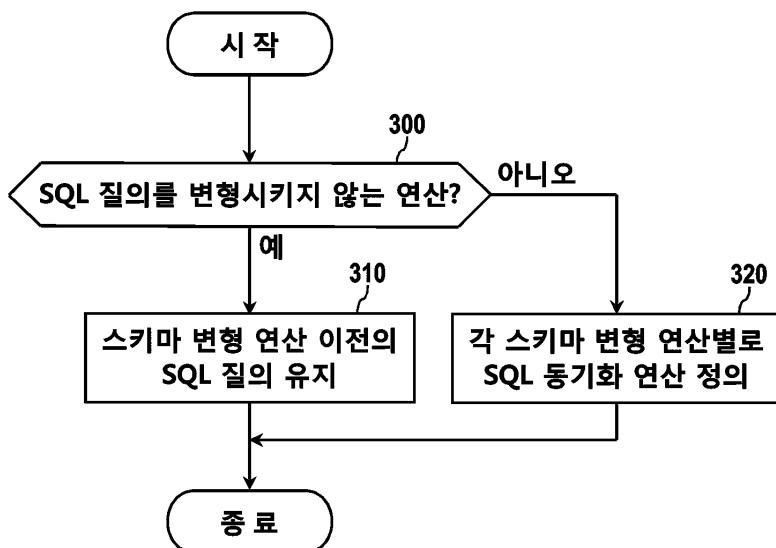 시 작
300
SQL 질의를 변형시키지 않는 연산?
아니오
예
310
스키마 변형 연산 이전의
SQL 질의 유지
320
각 스키마 변형 연산별로
SQL 동기화 연산 정의
종 료